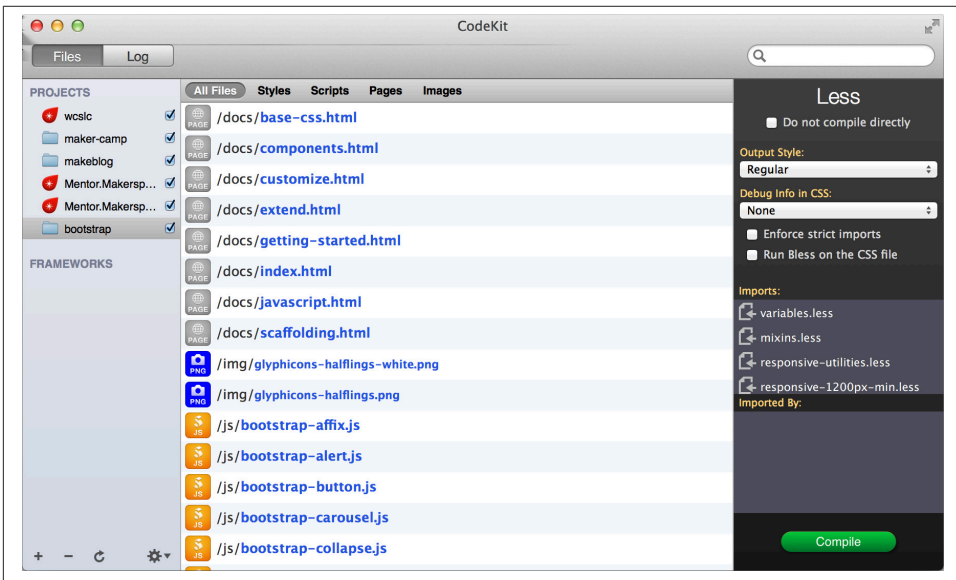 CodeKit
Files Log
PROJECTS
wcslc
maker-camp
makeblog
Mentor.Makersp...
Mentor.Makersp...
bootstrap
FRAMEWORKS
All Files Styles Scripts Pages Images
PAGE /docs/base-css.html
PAGE /docs/components.html
PAGE /docs/customize.html
PAGE /docs/extend.html
PAGE /docs/getting-started.html
PAGE /docs/index.html
PAGE /docs/javascript.html
PAGE /docs/scaffolding.html
PNG /img/glyphicons-halflings-white.png
PNG /img/glyphicons-halflings.png
JS /js/bootstrap-affix.js
JS /js/bootstrap-alert.js
JS /js/bootstrap-button.js
JS /js/bootstrap-carousel.js
JS /js/bootstrap-collapse.js
Less
Do not compile directly
Output Style:
Regular
Debug Info in CSS:
None
Enforce strict imports
Run Bless on the CSS file
Imports:
variables.less
mixins.less
responsive-utilities.less
responsive-1200px-min.less
Imported By:
Compile